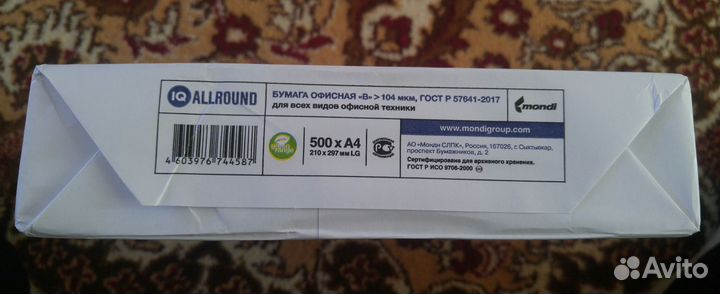 IQ ALLROUND
БУМАГА ОФИСНАЯ «В» > 104 мкм, ГОСТ Р 57641-2017
для всех видов офисной техники
mondi
4 603976 744587
green range
500 x A4
210 x 297 мм LG
www.mondigroup.com
АО «Монди СЛПК», Россия, 167026, г. Сыктывкар,
проспект Бумажников, д. 2
Сертифицирована для архивного хранения.
ГОСТ Р ИСО 9706-2000
Avito